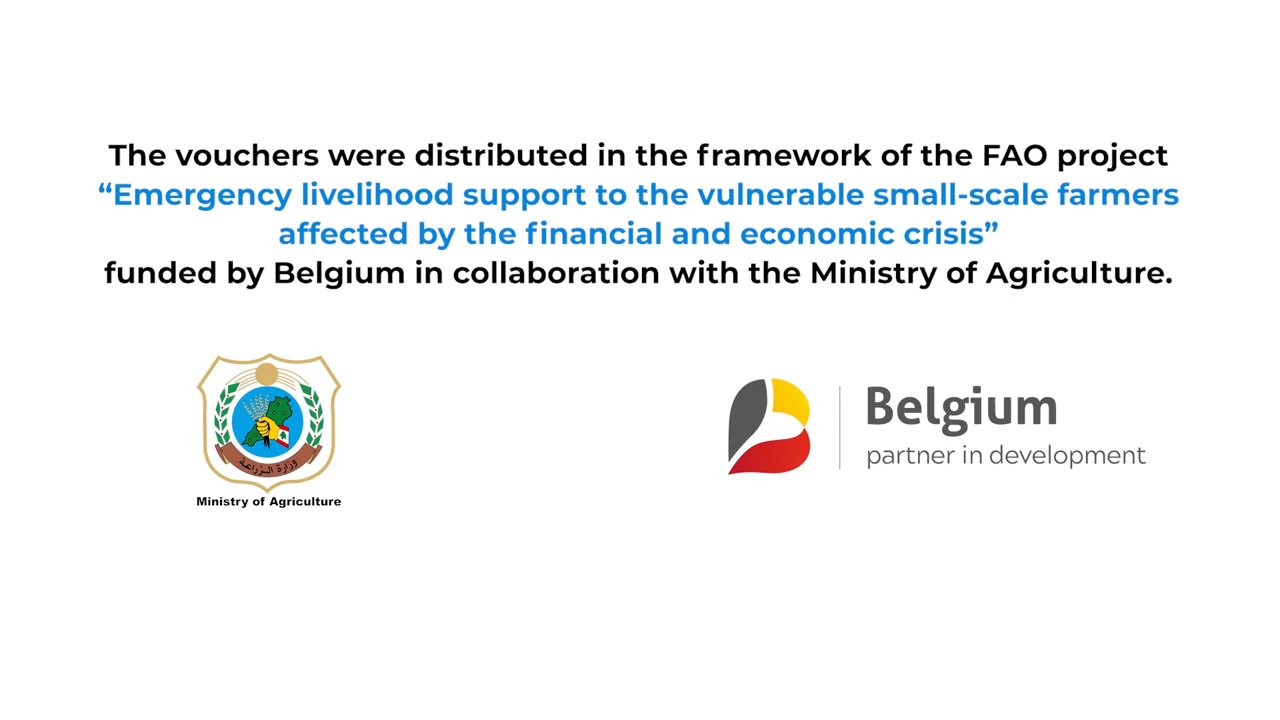 The vouchers were distributed in the framework of the FAO project
“Emergency livelihood support to the vulnerable small-scale farmers
affected by the financial and economic crisis”
funded by Belgium in collaboration with the Ministry of Agriculture.
وزارة الزراعة
Ministry of Agriculture
Belgium
partner in development